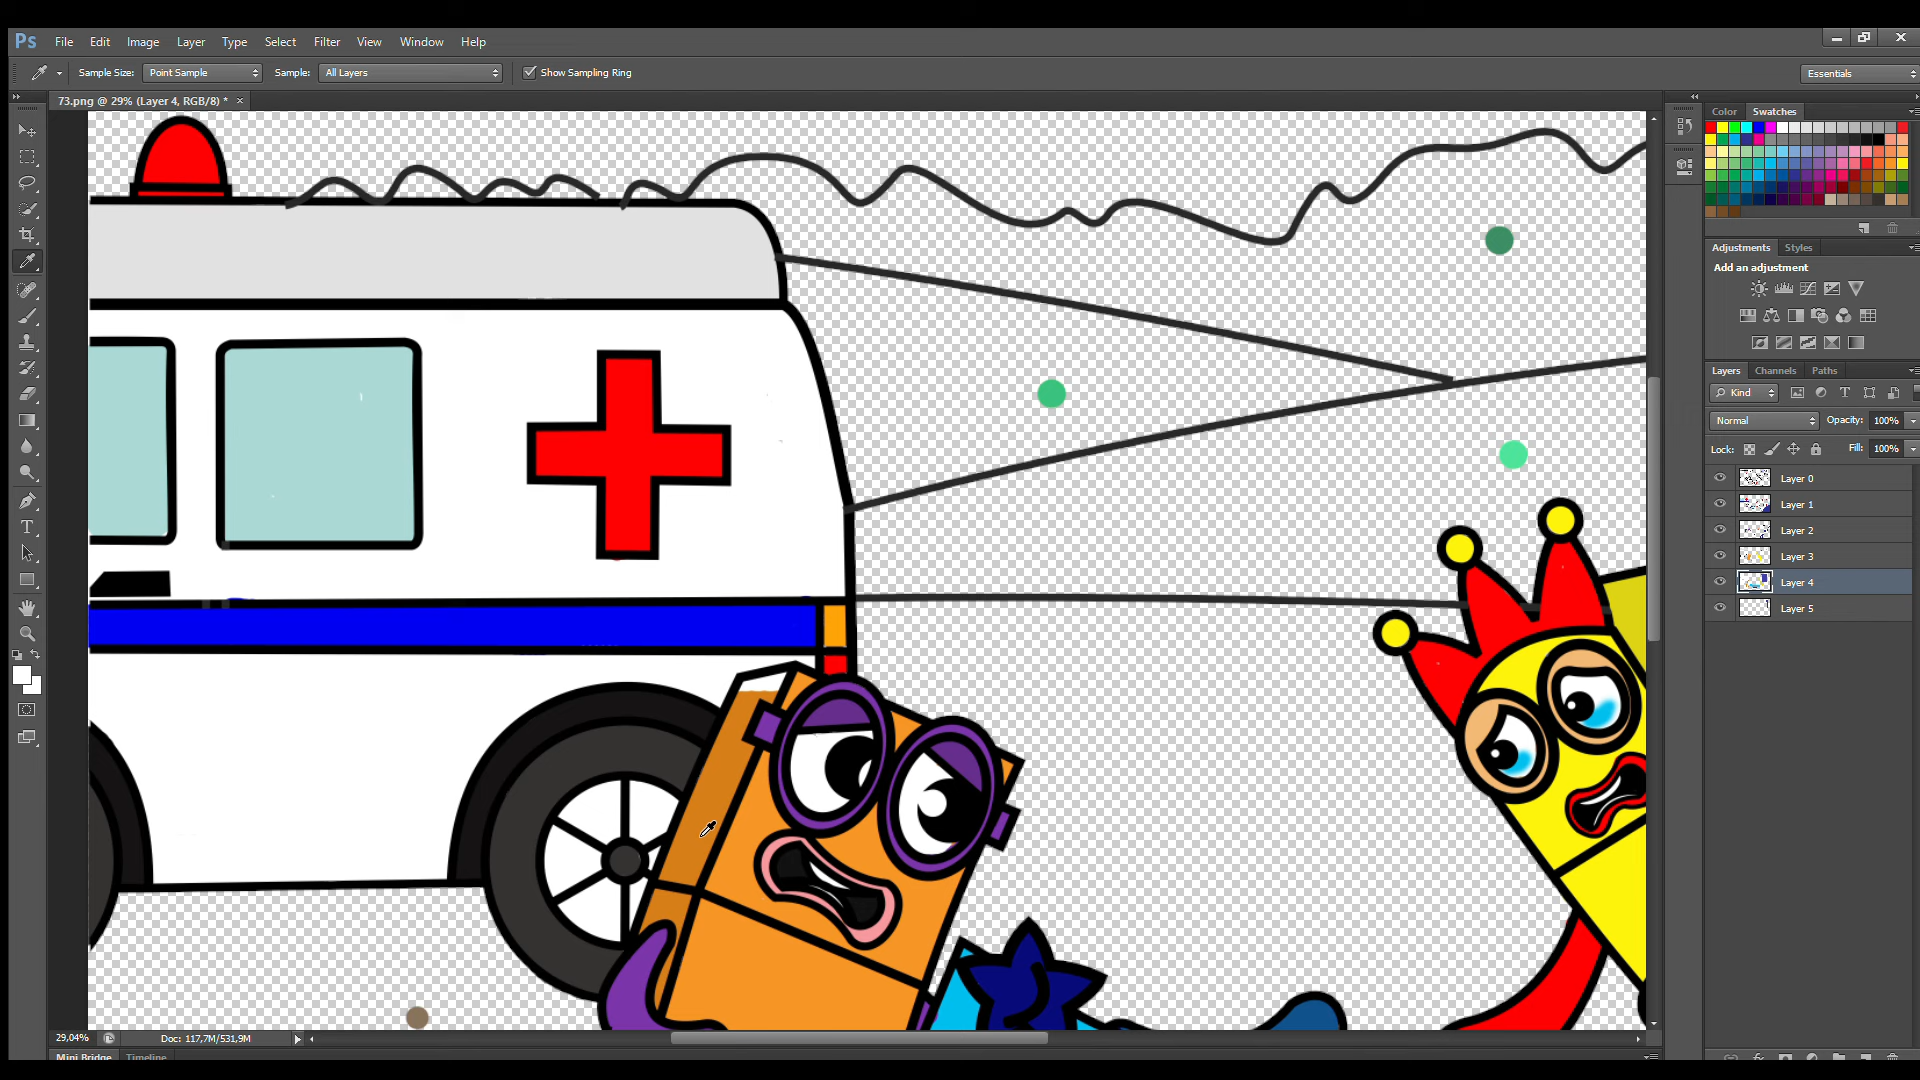 Ps File Edit Image Layer Type Select Filter View Window Help
Sample Size: Point Sample Sample: All Layers Show Sampling Ring Essentials
73.png @ 29% (Layer 4, RGB/8) * ×
Color Swatches
Adjustments Styles
Add an adjustment
Layers Channels Paths
Kind
Normal Opacity: 100%
Lock: Fill: 100%
Layer 0
Layer 1
Layer 2
Layer 3
Layer 4
Layer 5
29,04% Doc: 117,7M/531,9M
Mini Bridge Timeline